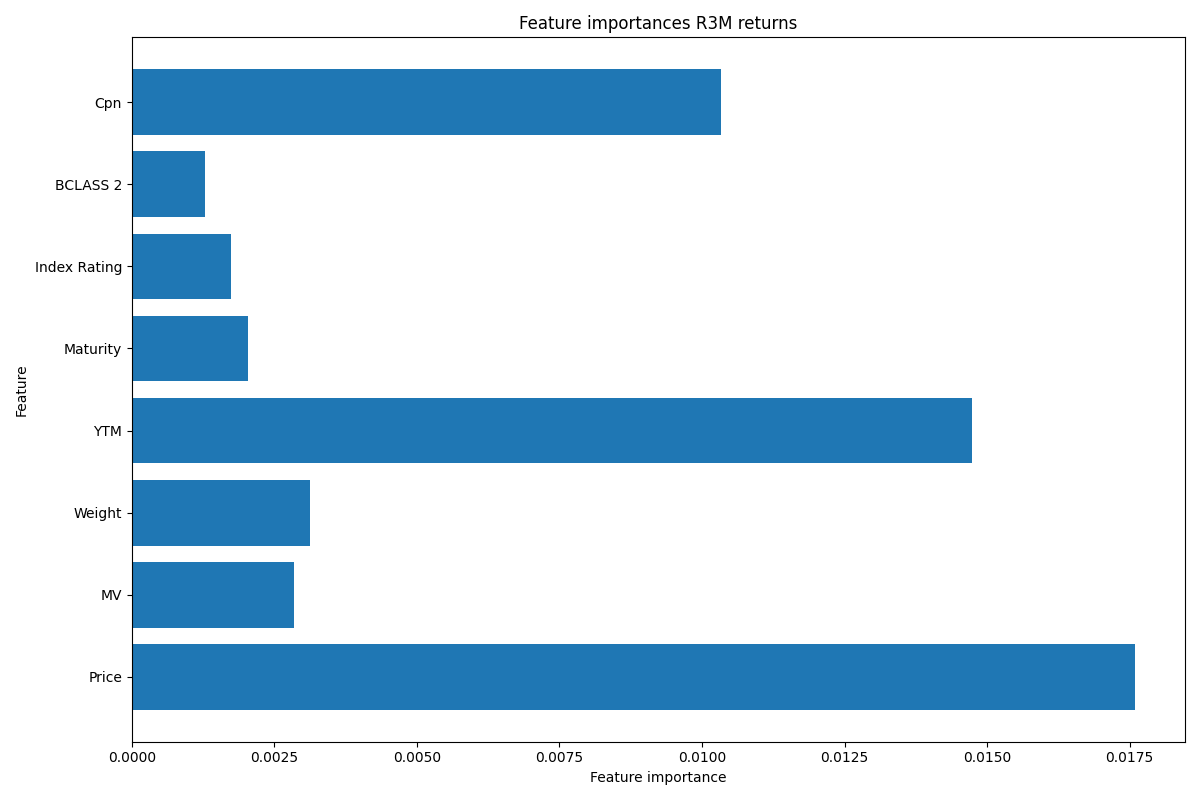 Feature importances R3M returns
Cpn
BCLASS 2
Index Rating
Maturity
YTM
Weight
MV
Price
Feature
0.0000 0.0025 0.0050 0.0075 0.0100 0.0125 0.0150 0.0175
Feature importance